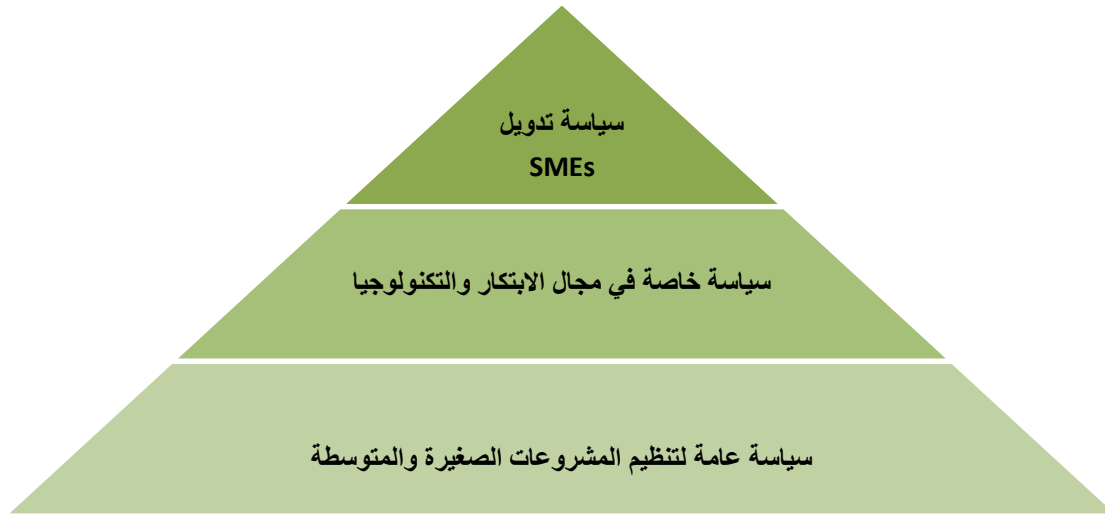 سياسة تدويل
SMEs
سياسة خاصة في مجال الابتكار والتكنولوجيا
سياسة عامة لتنظيم المشروعات الصغيرة والمتوسطة